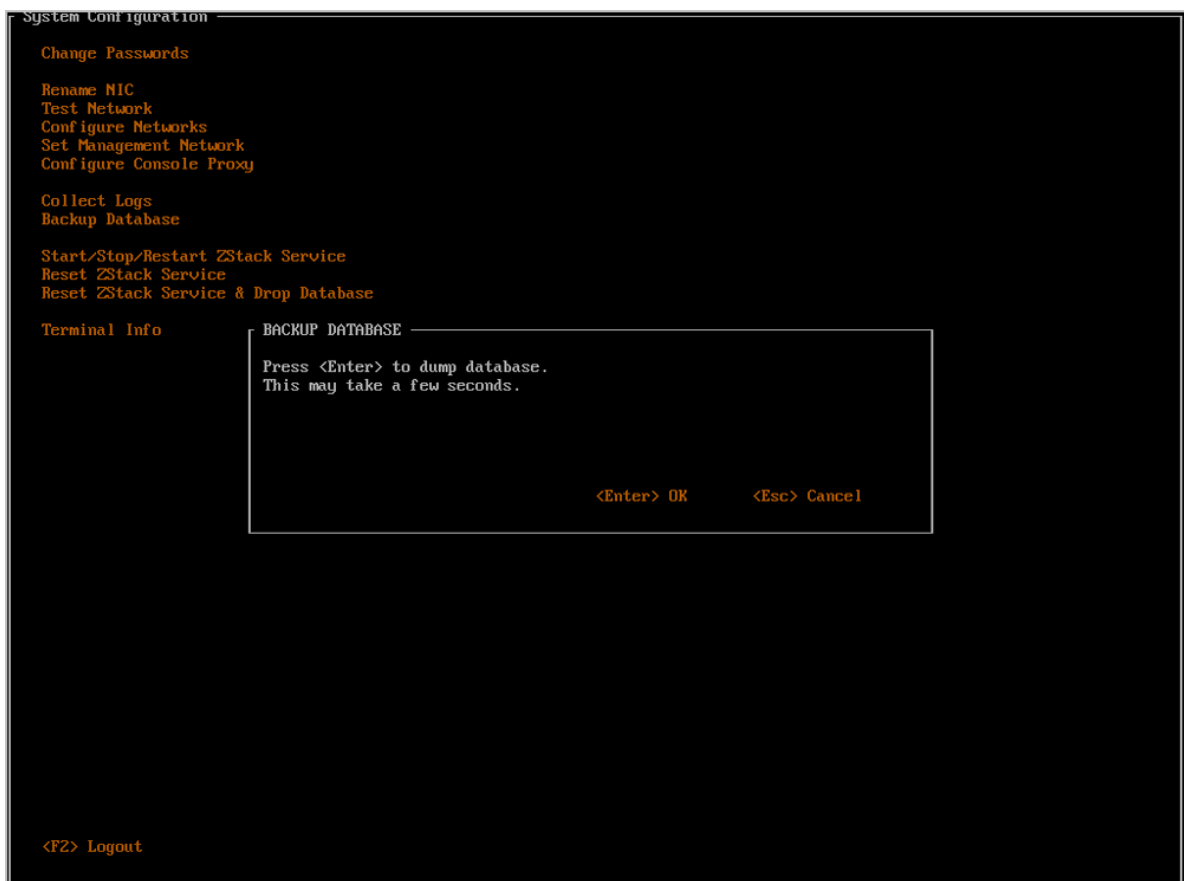 System Configuration
Change Passwords
Rename NIC
Test Network
Configure Networks
Set Management Network
Configure Console Proxy
Collect Logs
Backup Database
Start/Stop/Restart ZStack Service
Reset ZStack Service
Reset ZStack Service & Drop Database
Terminal Info
BACKUP DATABASE
Press <Enter> to dump database.
This may take a few seconds.
<Enter> OK <Esc> Cancel
<F2> Logout